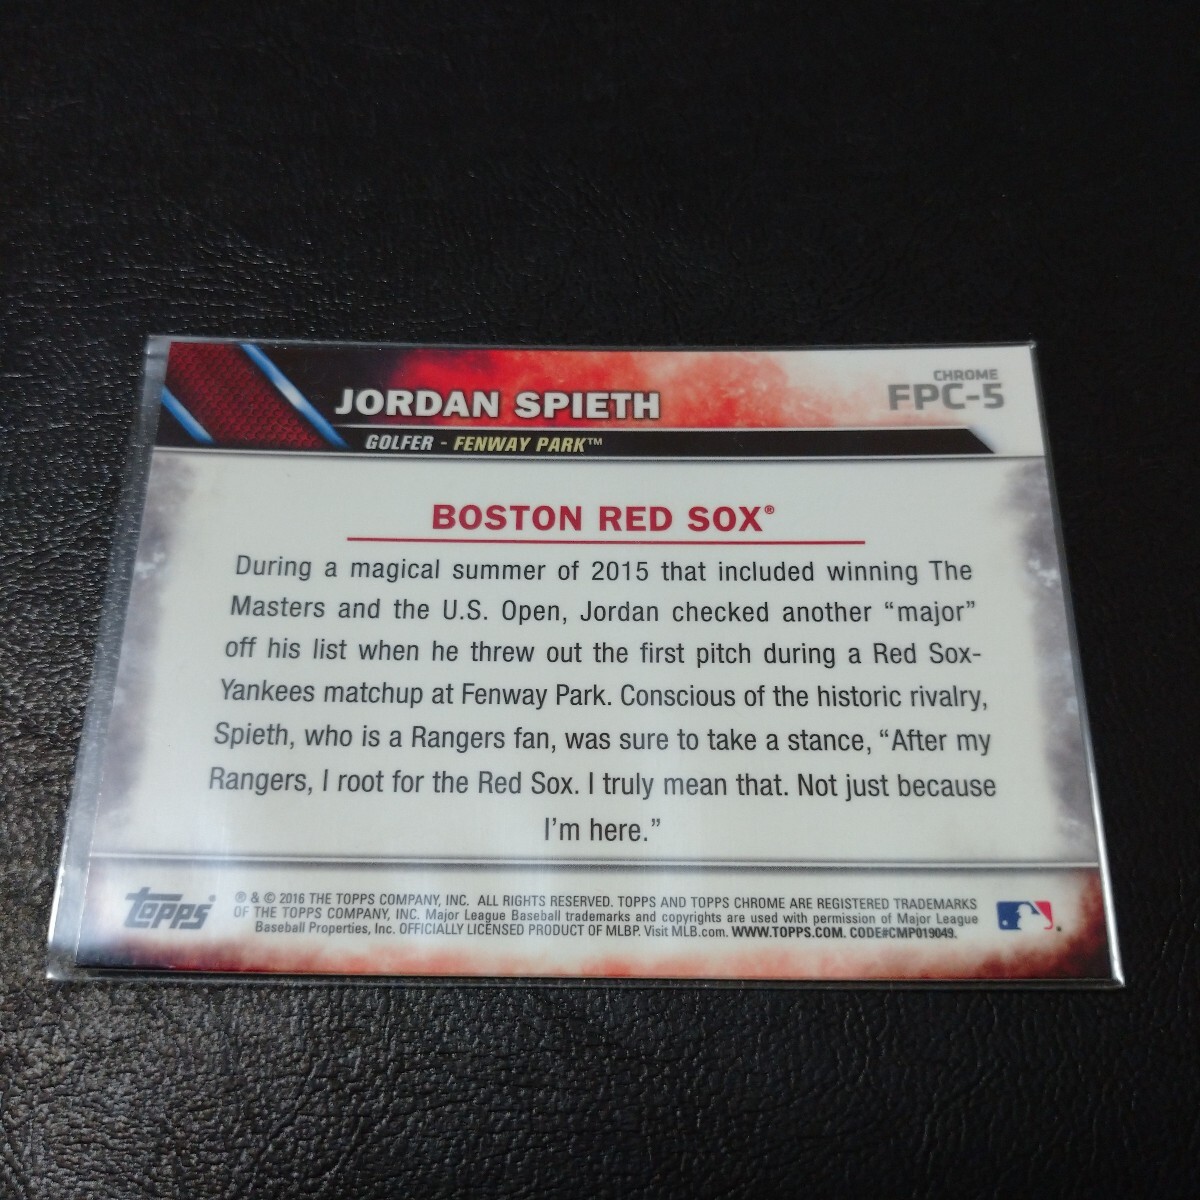 CHROME
FPC-5
JORDAN SPIETH
GOLFER - FENWAY PARK™
BOSTON RED SOX®
During a magical summer of 2015 that included winning The
Masters and the U.S. Open, Jordan checked another “major”
off his list when he threw out the first pitch during a Red Sox-
Yankees matchup at Fenway Park. Conscious of the historic rivalry,
Spieth, who is a Rangers fan, was sure to take a stance, “After my
Rangers, I root for the Red Sox. I truly mean that. Not just because
I’m here.”
topps
® & © 2016 THE TOPPS COMPANY, INC. ALL RIGHTS RESERVED. TOPPS AND TOPPS CHROME ARE REGISTERED TRADEMARKS
OF THE TOPPS COMPANY, INC. Major League Baseball trademarks and copyrights are used with permission of Major League
Baseball Properties, Inc. OFFICIALLY LICENSED PRODUCT OF MLBP. Visit MLB.com. WWW.TOPPS.COM. CODE#CMP019049.